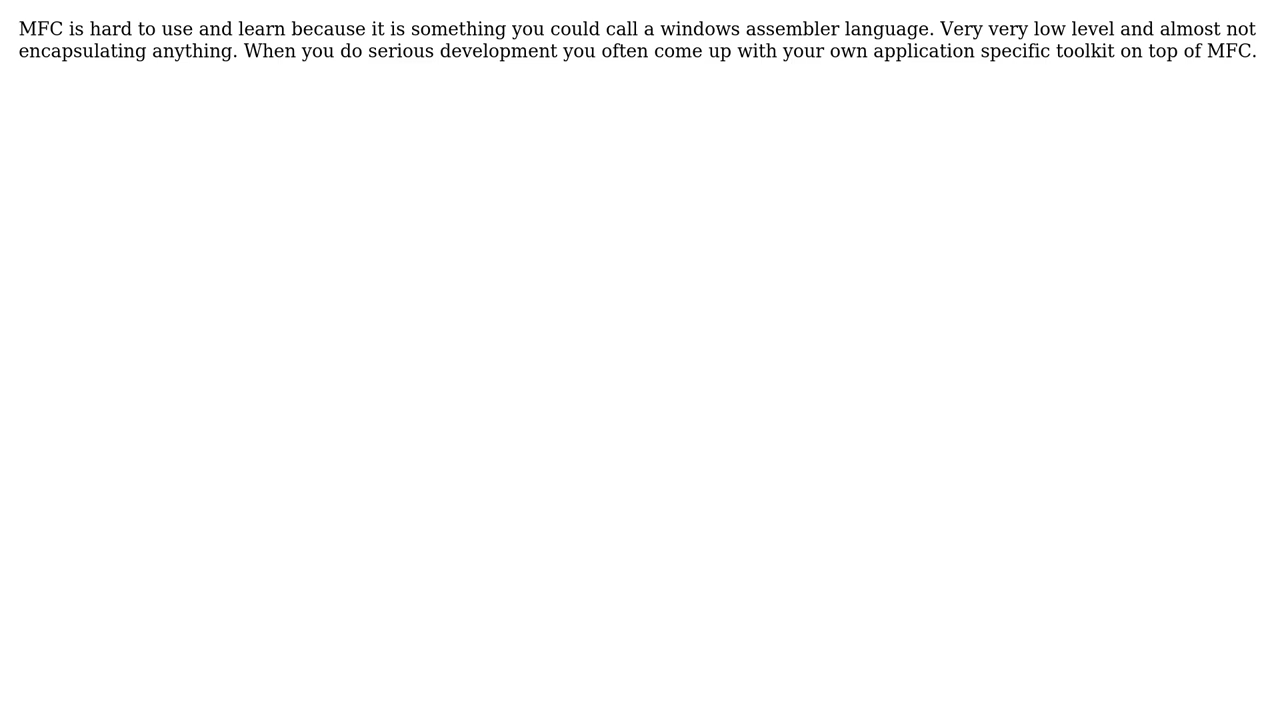 MFC is hard to use and learn because it is something you could call a windows assembler language. Very very low level and almost not
encapsulating anything. When you do serious development you often come up with your own application specific toolkit on top of MFC.